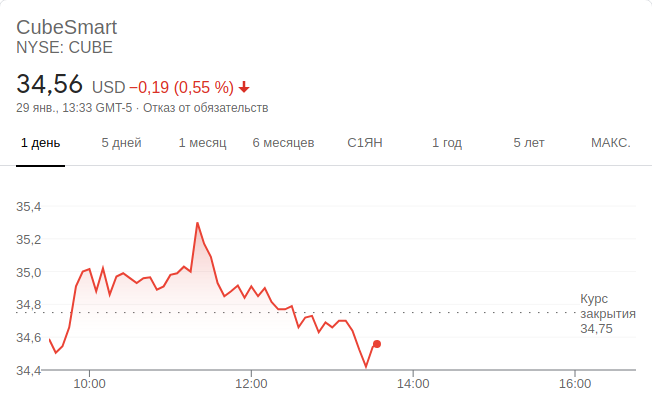 CubeSmart
NYSE: CUBE
34,56 USD −0,19 (0,55 %)
29 янв., 13:33 GMT-5 · Отказ от обязательств
1 день 5 дней 1 месяц 6 месяцев С1ЯН 1 год 5 лет МАКС.
35,4
35,2
35,0
34,8
34,6
34,4
Курс
закрытия
34,75
10:00 12:00 14:00 16:00